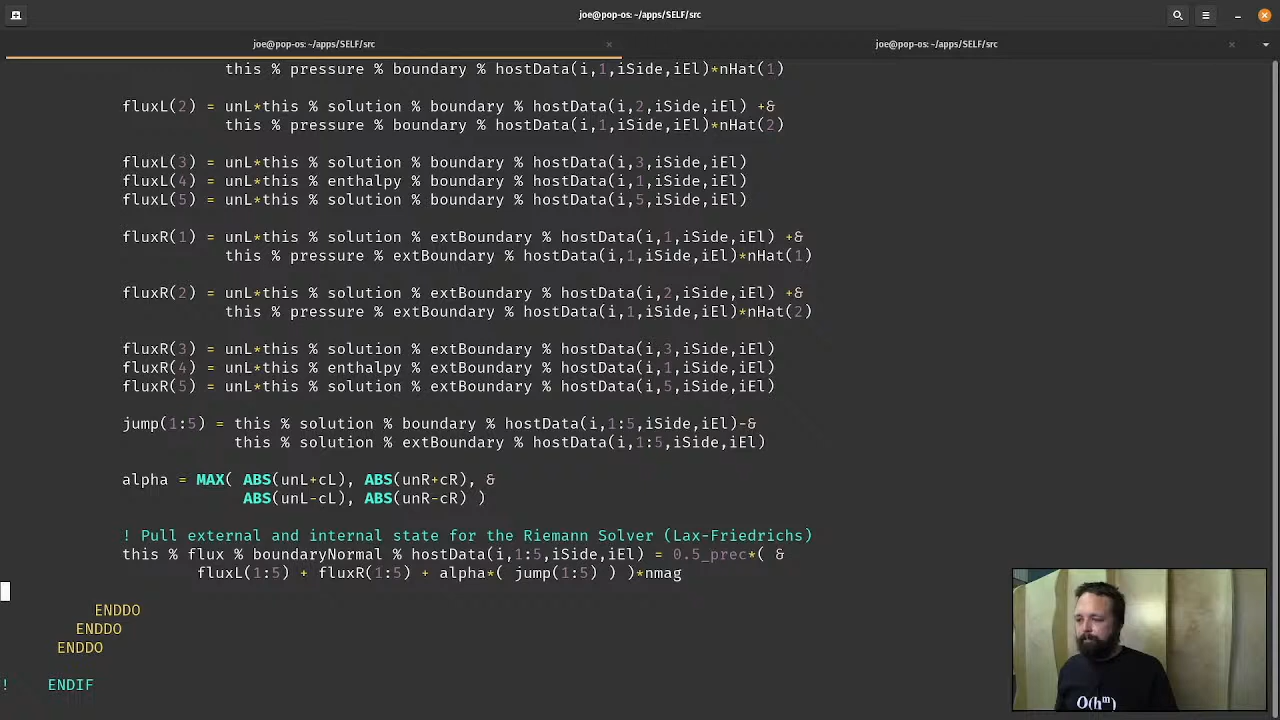 joe@pop-os: ~/apps/SELF/src
joe@pop-os: ~/apps/SELF/src × joe@pop-os: ~/apps/SELF/src ×
this % pressure % boundary % hostData(i,1,iSide,iEl)*nHat(1)
fluxL(2) = unL*this % solution % boundary % hostData(i,2,iSide,iEl) +&
this % pressure % boundary % hostData(i,1,iSide,iEl)*nHat(2)
fluxL(3) = unL*this % solution % boundary % hostData(i,3,iSide,iEl)
fluxL(4) = unL*this % enthalpy % boundary % hostData(i,1,iSide,iEl)
fluxL(5) = unL*this % solution % boundary % hostData(i,5,iSide,iEl)
fluxR(1) = unL*this % solution % extBoundary % hostData(i,1,iSide,iEl) +&
this % pressure % extBoundary % hostData(i,1,iSide,iEl)*nHat(1)
fluxR(2) = unL*this % solution % extBoundary % hostData(i,2,iSide,iEl) +&
this % pressure % extBoundary % hostData(i,1,iSide,iEl)*nHat(2)
fluxR(3) = unL*this % solution % extBoundary % hostData(i,3,iSide,iEl)
fluxR(4) = unL*this % enthalpy % extBoundary % hostData(i,1,iSide,iEl)
fluxR(5) = unL*this % solution % extBoundary % hostData(i,5,iSide,iEl)
jump(1:5) = this % solution % boundary % hostData(i,1:5,iSide,iEl)-&
this % solution % extBoundary % hostData(i,1:5,iSide,iEl)
alpha = MAX( ABS(unL+cL), ABS(unR+cR), &
ABS(unL-cL), ABS(unR-cR) )
! Pull external and internal state for the Riemann Solver (Lax-Friedrichs)
this % flux % boundaryNormal % hostData(i,1:5,iSide,iEl) = 0.5_prec*( &
fluxL(1:5) + fluxR(1:5) + alpha*( jump(1:5) ) )*nmag
ENDDO
ENDDO
ENDDO
! ENDIF
O(hᵐ)